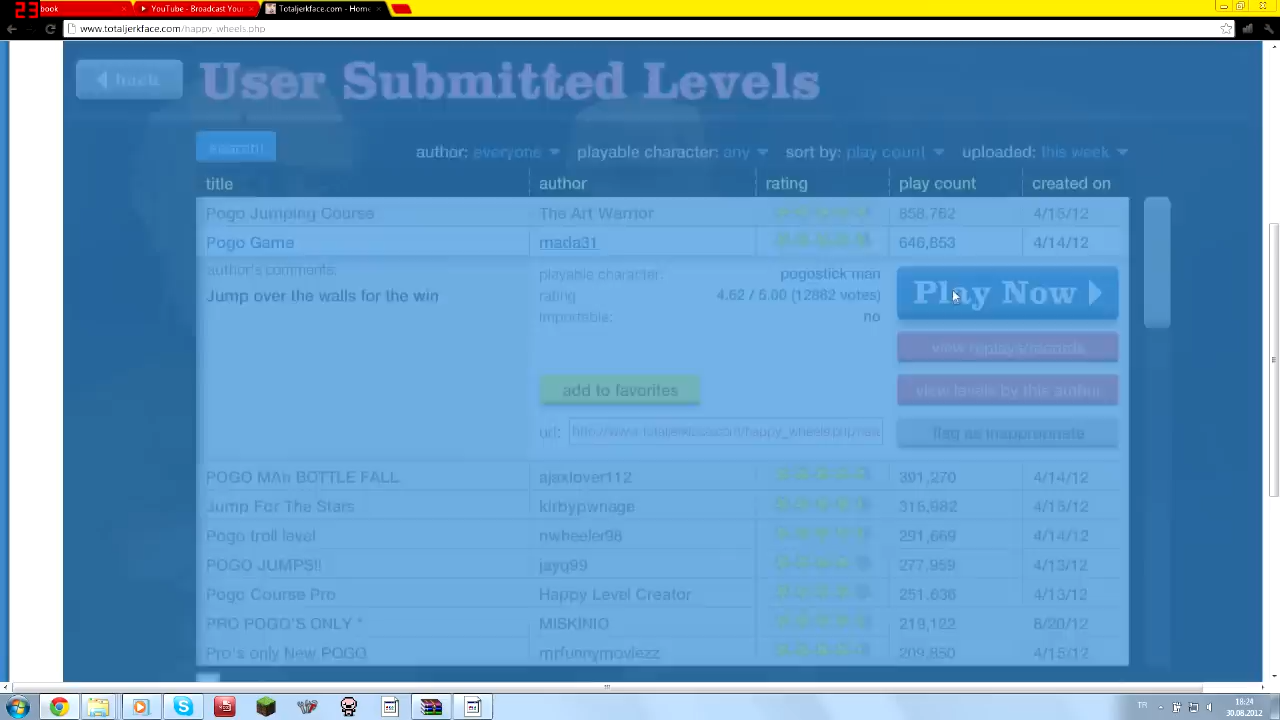 23 book
YouTube - Broadcast Your
Totaljerkface.com - Home
www.totaljerkface.com/happy_wheels.php
back
User Submitted Levels
search
author: everyone playable character: any sort by: play count uploaded: this week
title author rating play count created on
Pogo Jumping Course The Art Warrior 858,762 4/15/12
Pogo Game mada31 646,853 4/14/12
author's comments:
Jump over the walls for the win
playable character: pogostick man
rating 4.62 / 5.00 (12882 votes)
importable: no
Play Now
view replays/records
add to favorites
view levels by this author
url:
flag as inappropriate
POGO MAn BOTTLE FALL ajaxlover112 391,270 4/14/12
Jump For The Stars kirbypwnage 315,982 4/15/12
Pogo troll level nwheeler98 291,669 4/14/12
POGO JUMPS!! jayq99 277,959 4/13/12
Pogo Course Pro Happy Level Creator 251,636 4/13/12
PRO POGO'S ONLY * MISKINIO 219,122
Pro's only New POGO mrfunnymoviezz 209,850 4/15/12
TR
18:24
30.08.2012